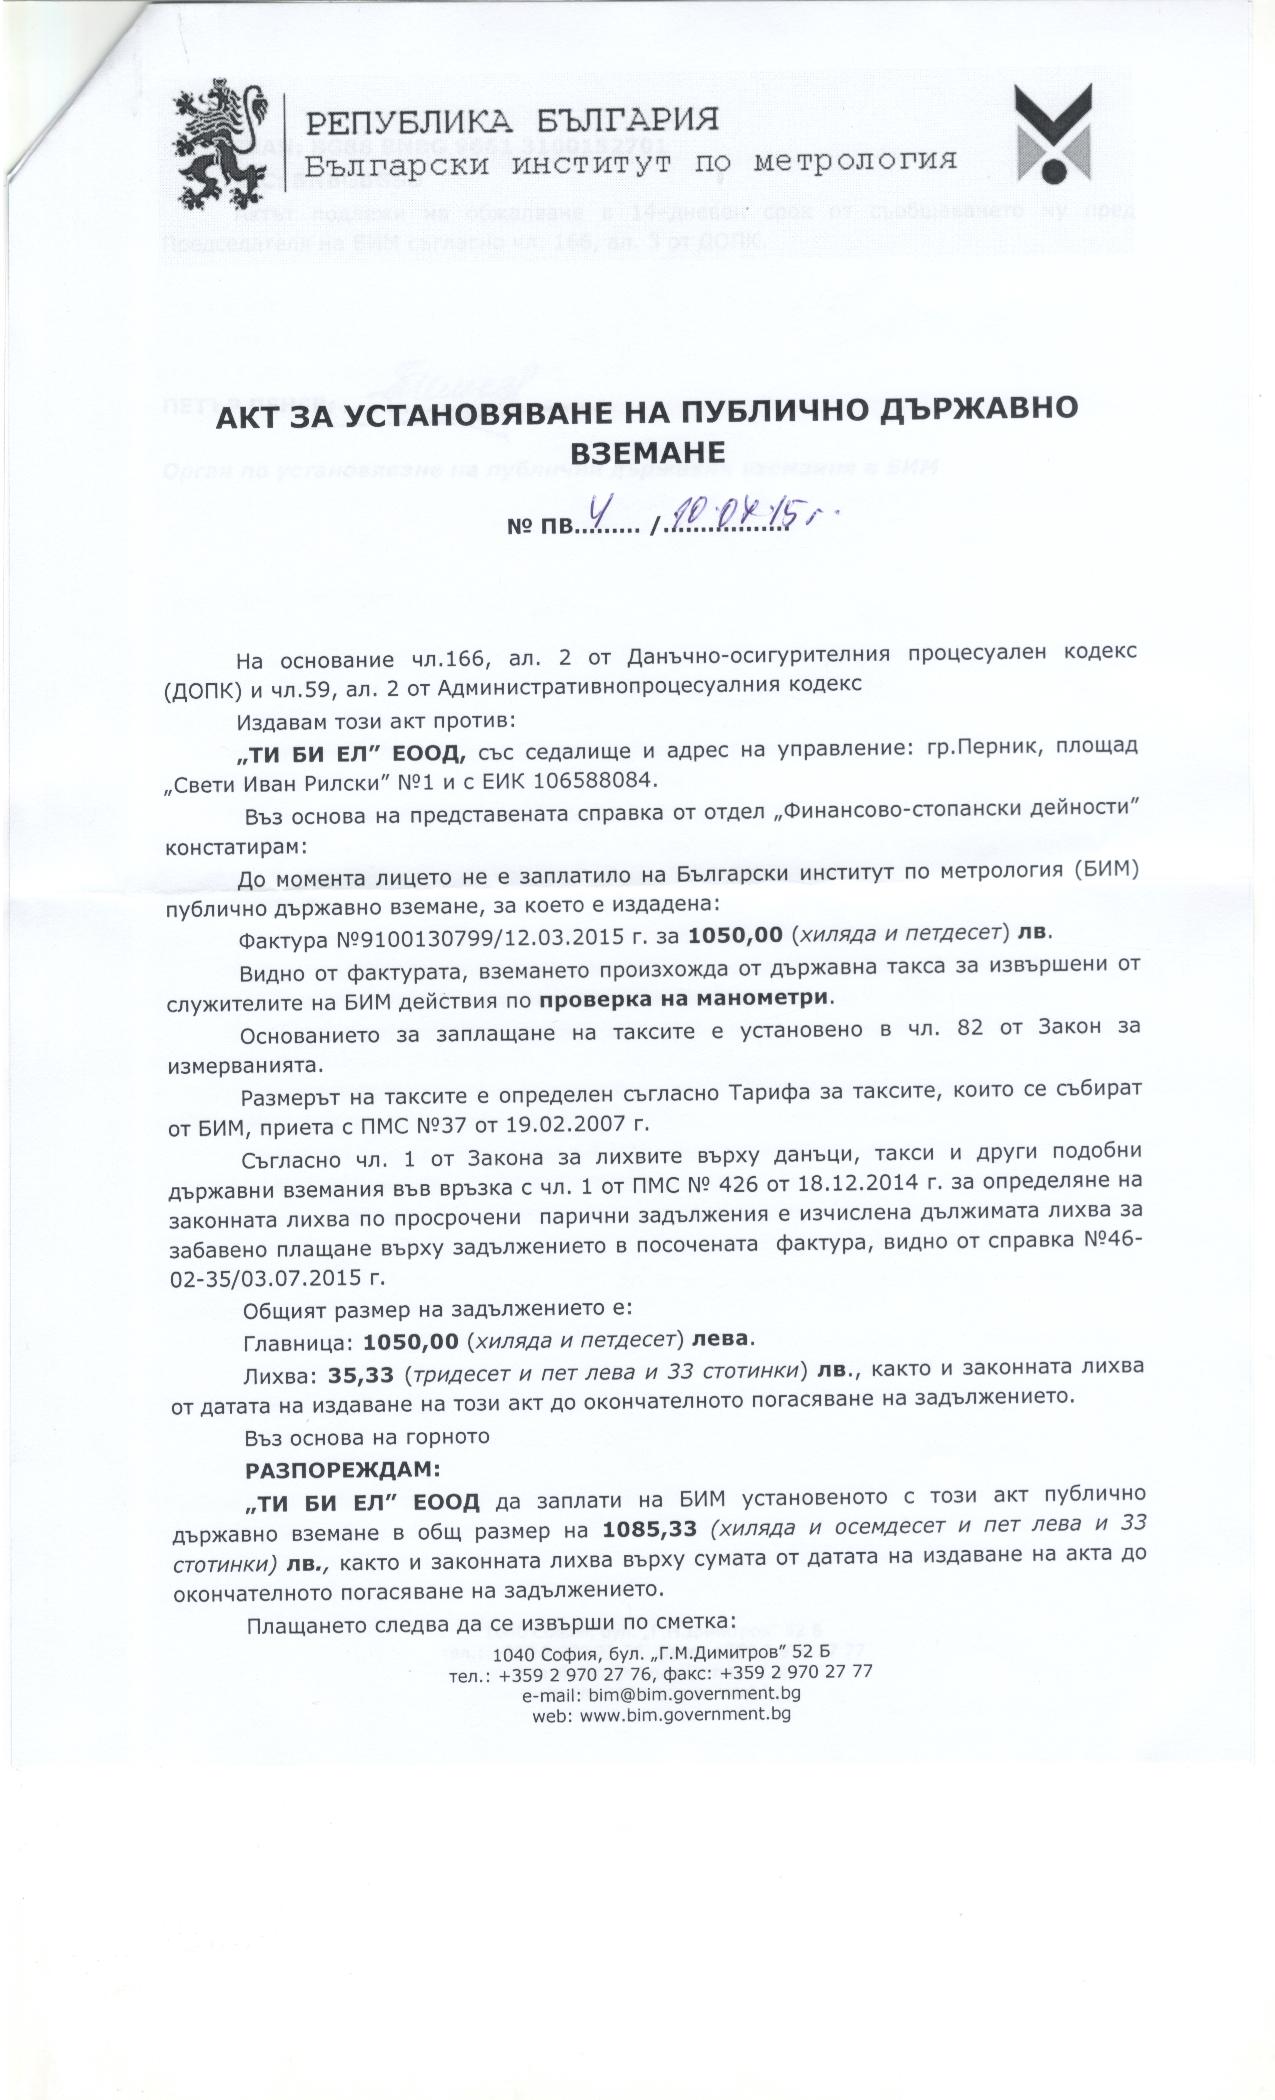 РЕПУБЛИКА БЪЛГАРИЯ
Български институт по метрология
АКТ ЗА УСТАНОВЯВАНЕ НА ПУБЛИЧНО ДЪРЖАВНО
ВЗЕМАНЕ
№ ПВ...4...... /.10.07.15 г.
На основание чл.166, ал. 2 от Данъчно-осигурителния процесуален кодекс
(ДОПК) и чл.59, ал. 2 от Административнопроцесуалния кодекс
Издавам този акт против:
„ТИ БИ ЕЛ” ЕООД, със седалище и адрес на управление: гр.Перник, площад
„Свети Иван Рилски” №1 и с ЕИК 106588084.
Въз основа на представената справка от отдел „Финансово-стопански дейности”
констатирам:
До момента лицето не е заплатило на Български институт по метрология (БИМ)
публично държавно вземане, за което е издадена:
Фактура №9100130799/12.03.2015 г. за 1050,00 (хиляда и петдесет) лв.
Видно от фактурата, вземането произхожда от държавна такса за извършени от
служителите на БИМ действия по проверка на манометри.
Основанието за заплащане на таксите е установено в чл. 82 от Закон за
измерванията.
Размерът на таксите е определен съгласно Тарифа за таксите, които се събират
от БИМ, приета с ПМС №37 от 19.02.2007 г.
Съгласно чл. 1 от Закона за лихвите върху данъци, такси и други подобни
държавни вземания във връзка с чл. 1 от ПМС № 426 от 18.12.2014 г. за определяне на
законната лихва по просрочени парични задължения е изчислена дължимата лихва за
забавено плащане върху задължението в посочената фактура, видно от справка №46-
02-35/03.07.2015 г.
Общият размер на задължението е:
Главница: 1050,00 (хиляда и петдесет) лева.
Лихва: 35,33 (тридесет и пет лева и 33 стотинки) лв., както и законната лихва
от датата на издаване на този акт до окончателното погасяване на задължението.
Въз основа на горното
РАЗПОРЕЖДАМ:
„ТИ БИ ЕЛ” ЕООД да заплати на БИМ установеното с този акт публично
държавно вземане в общ размер на 1085,33 (хиляда и осемдесет и пет лева и 33
стотинки) лв., както и законната лихва върху сумата от датата на издаване на акта до
окончателното погасяване на задължението.
Плащането следва да се извърши по сметка:
1040 София, бул. „Г.М.Димитров” 52 Б
тел.: +359 2 970 27 76, факс: +359 2 970 27 77
e-mail: bim@bim.government.bg
web: www.bim.government.bg